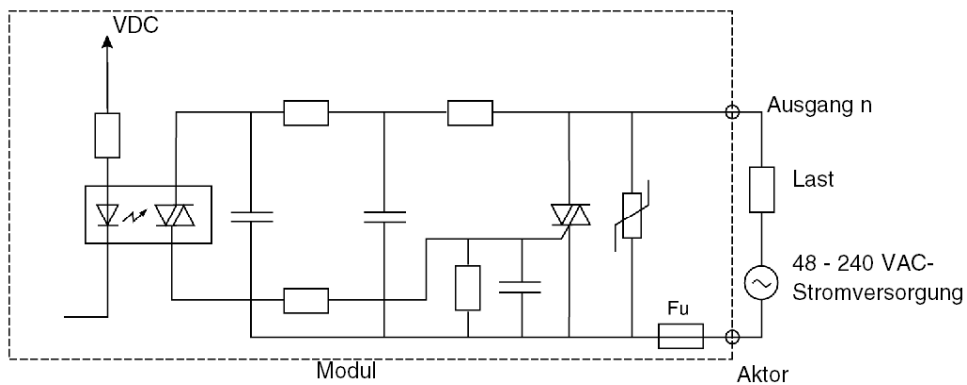 VDC
Ausgang n
Last
48 - 240 VAC-
Stromversorgung
Fu
Modul
Aktor